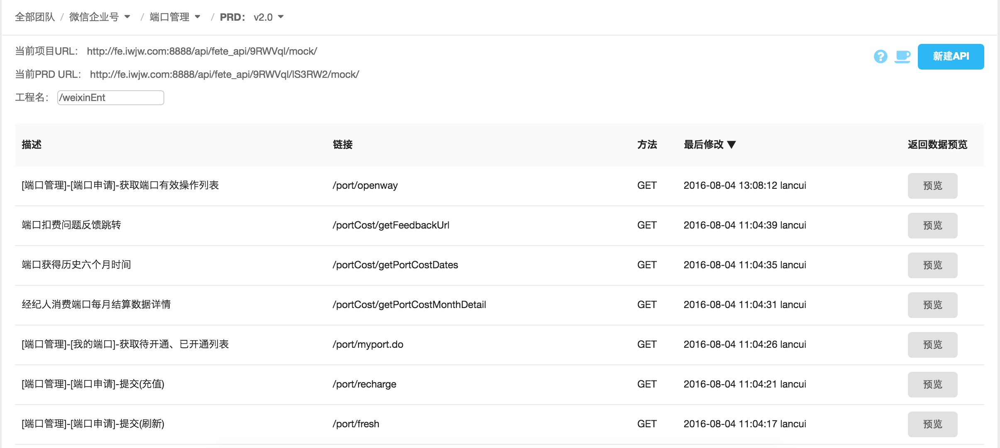 全部团队 / 微信企业号 / 端口管理 / PRD： v2.0
当前项目URL： http://fe.iwjw.com:8888/api/fete_api/9RWVql/mock/
新建API
当前PRD URL： http://fe.iwjw.com:8888/api/fete_api/9RWVql/lS3RW2/mock/
工程名： /weixinEnt
描述 链接 方法 最后修改 ▼ 返回数据预览
[端口管理]-[端口申请]-获取端口有效操作列表 /port/openway GET 2016-08-04 13:08:12 lancui 预览
端口扣费问题反馈跳转 /portCost/getFeedbackUrl GET 2016-08-04 11:04:39 lancui 预览
端口获得历史六个月时间 /portCost/getPortCostDates GET 2016-08-04 11:04:35 lancui 预览
经纪人消费端口每月结算数据详情 /portCost/getPortCostMonthDetail GET 2016-08-04 11:04:31 lancui 预览
[端口管理]-[我的端口]-获取待开通、已开通列表 /port/myport.do GET 2016-08-04 11:04:26 lancui 预览
[端口管理]-[端口申请]-提交(充值) /port/recharge GET 2016-08-04 11:04:21 lancui 预览
[端口管理]-[端口申请]-提交(刷新) /port/fresh GET 2016-08-04 11:04:17 lancui 预览